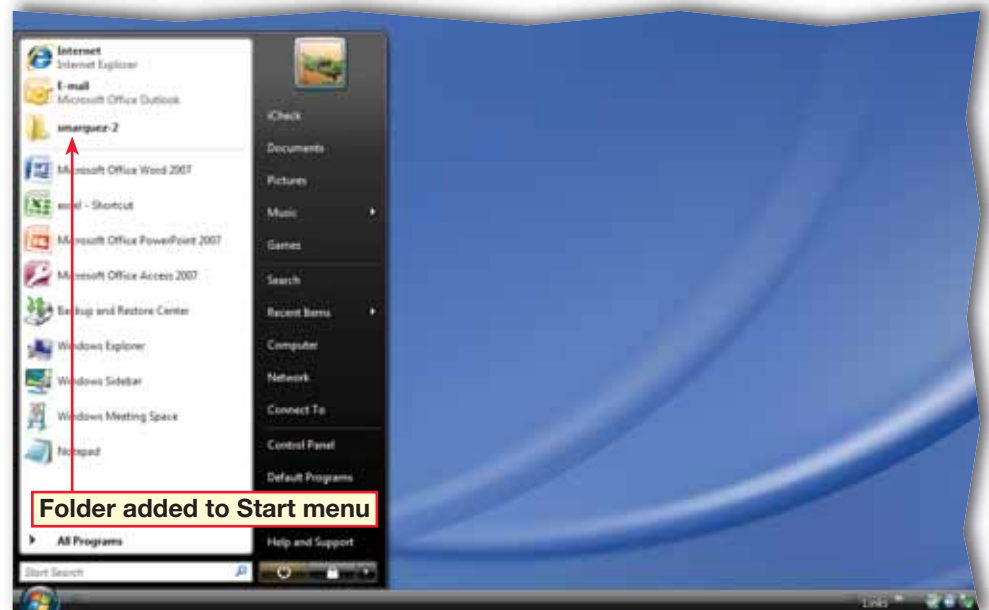 Internet
Internet Explorer
E-mail
Microsoft Office Outlook
smarquez-2
Microsoft Office Word 2007
excel - Shortcut
Microsoft Office PowerPoint 2007
Microsoft Office Access 2007
Backup and Restore Center
Windows Explorer
Windows Sidebar
Windows Meeting Space
Notepad
Folder added to Start menu
All Programs
Start Search
iCheck
Documents
Pictures
Music
Games
Search
Recent Items
Computer
Network
Connect To
Control Panel
Default Programs
Help and Support
Links